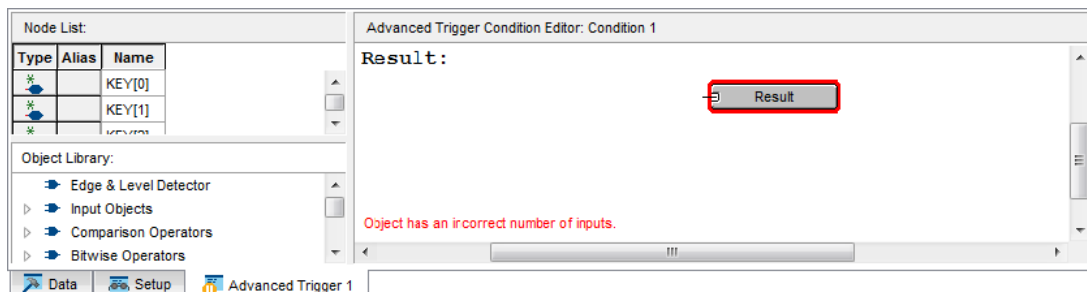 Node List:
Type Alias Name
KEY[0]
KEY[1]
KEY[2]
Object Library:
Edge & Level Detector
Input Objects
Comparison Operators
Bitwise Operators
Advanced Trigger Condition Editor: Condition 1
Result:
Result
Object has an incorrect number of inputs.
Data Setup Advanced Trigger 1